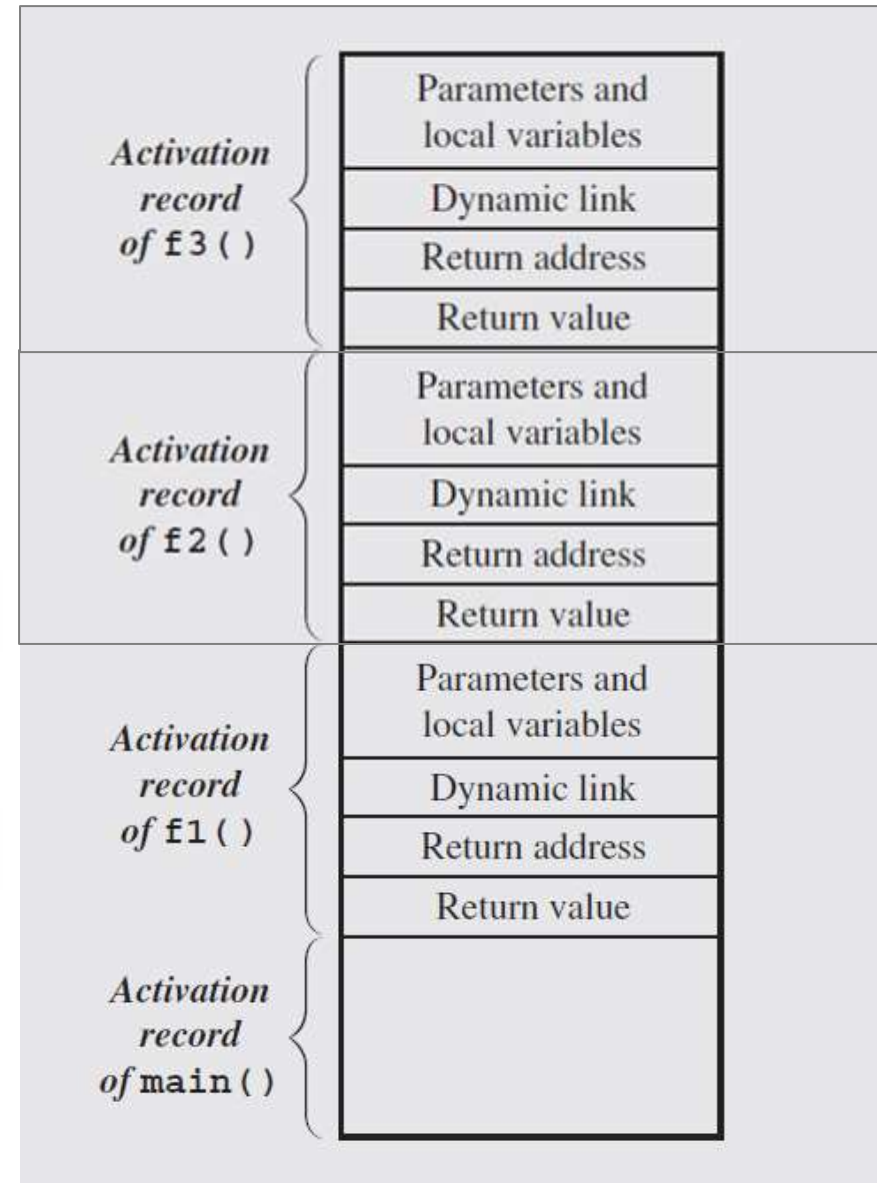 Activation
record
of f3()
Parameters and
local variables
Dynamic link
Return address
Return value
Activation
record
of f2()
Parameters and
local variables
Dynamic link
Return address
Return value
Activation
record
of f1()
Parameters and
local variables
Dynamic link
Return address
Return value
Activation
record
of main()